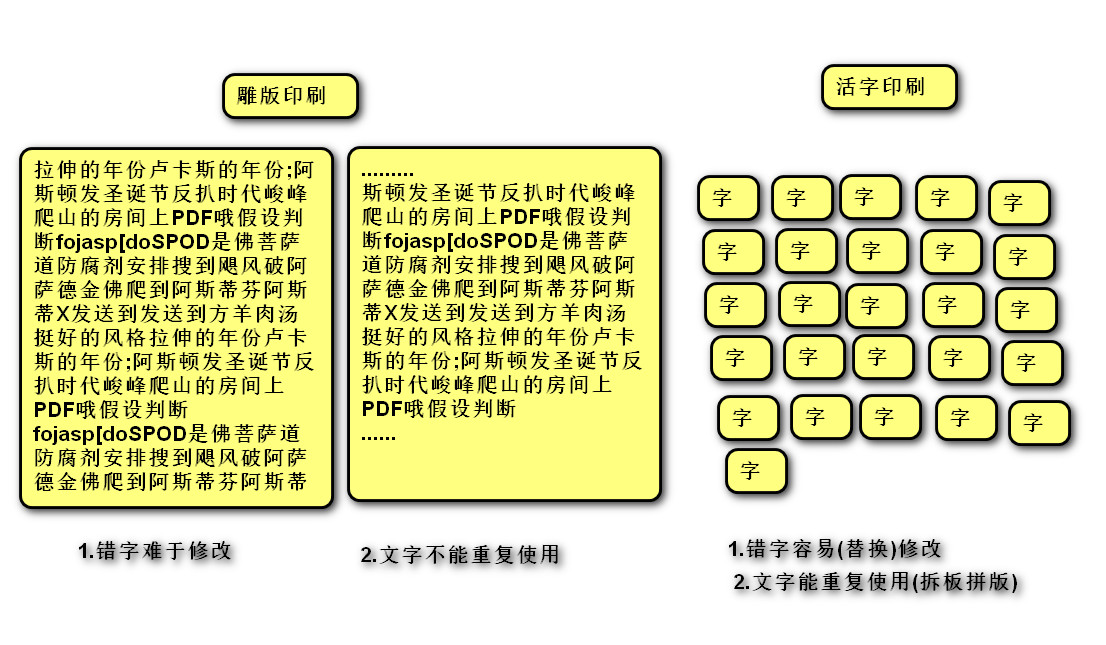 雕版印刷
活字印刷
拉伸的年份卢卡斯的年份;阿
斯顿发圣诞节反扒时代峻峰
爬山的房间上PDF哦假设判
断fojasp[doSPOD是佛菩萨
道防腐剂安排搜到飓风破阿
萨德金佛爬到阿斯蒂芬阿斯
蒂X发送到发送到方羊肉汤
挺好的风格拉伸的年份卢卡
斯的年份;阿斯顿发圣诞节反
扒时代峻峰爬山的房间上
PDF哦假设判断
fojasp[doSPOD是佛菩萨道
防腐剂安排搜到飓风破阿萨
德金佛爬到阿斯蒂芬阿斯蒂
.........
斯顿发圣诞节反扒时代峻峰
爬山的房间上PDF哦假设判
断fojasp[doSPOD是佛菩萨
道防腐剂安排搜到飓风破阿
萨德金佛爬到阿斯蒂芬阿斯
蒂X发送到发送到方羊肉汤
挺好的风格拉伸的年份卢卡
斯的年份;阿斯顿发圣诞节反
扒时代峻峰爬山的房间上
PDF哦假设判断
......
字 字 字 字 字
字 字 字 字 字
字 字 字 字 字
字 字 字 字 字
字 字 字 字 字
字
1.错字难于修改
2.文字不能重复使用
1.错字容易(替换)修改
2.文字能重复使用(拆板拼版)